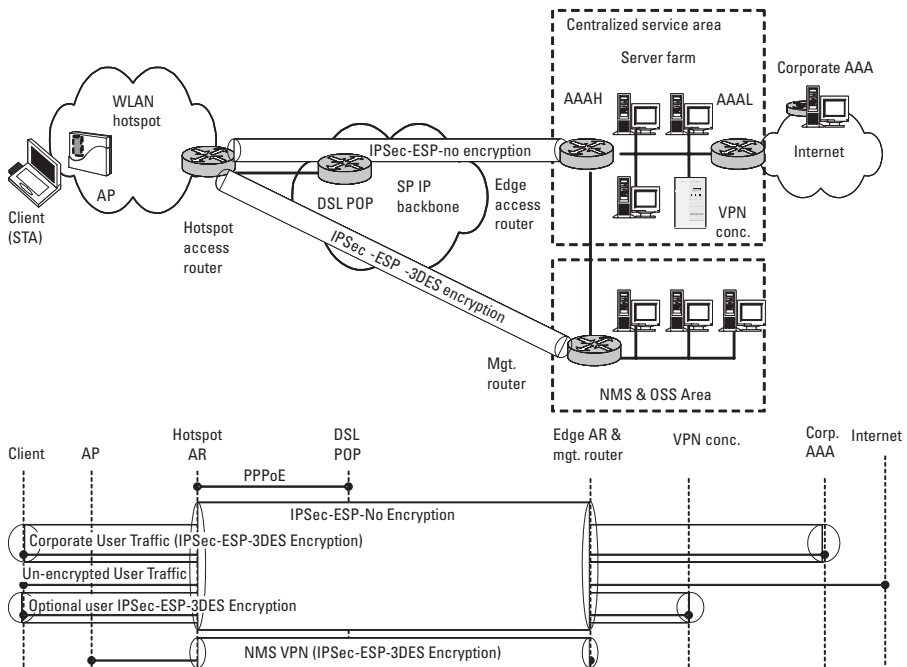 Centralized service area
Server farm
Corporate AAA
WLAN
hotspot
AAAH
AAAL
IPSec-ESP-no encryption
Internet
AP
DSL POP
SP IP
backbone
Edge
access
router
VPN
conc.
Client
(STA)
Hotspot
access
router
IPSec -ESP -3DES encryption
Mgt.
router
NMS & OSS Area
Client
AP
Hotspot
AR
DSL
POP
Edge AR &
mgt. router
VPN conc.
Corp.
AAA
Internet
PPPoE
IPSec-ESP-No Encryption
Corporate User Traffic (IPSec-ESP-3DES Encryption)
Un-encrypted User Traffic
Optional user IPSec-ESP-3DES Encryption
NMS VPN (IPSec-ESP-3DES Encryption)